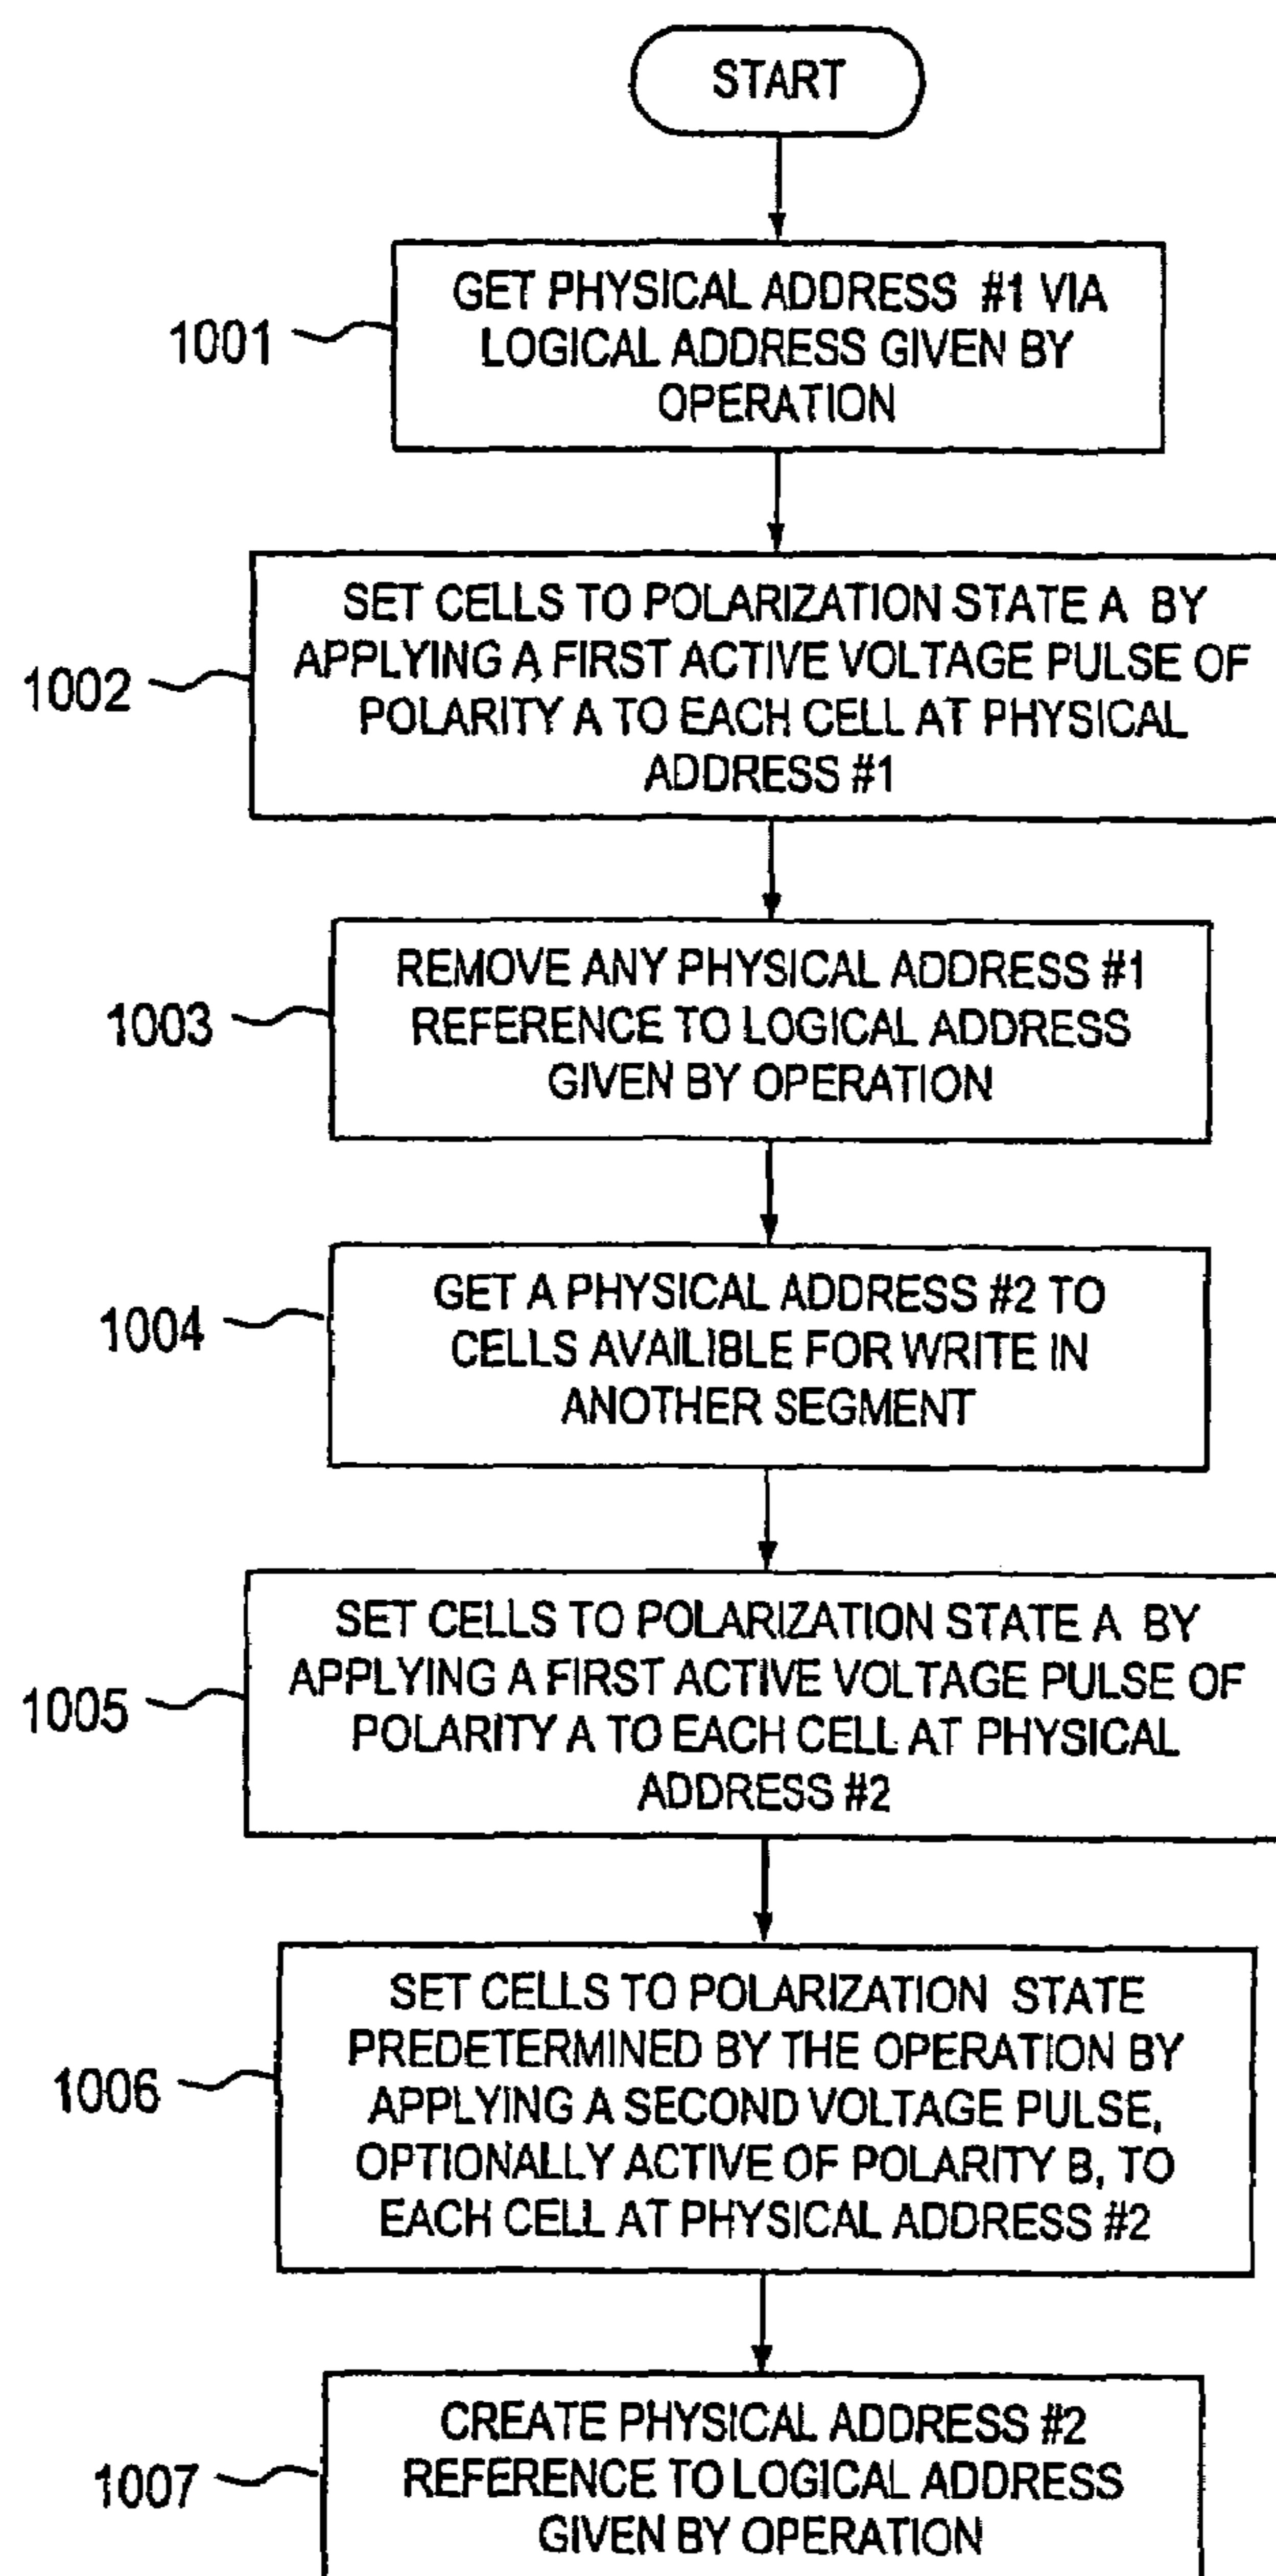 START
1001
GET PHYSICAL ADDRESS #1 VIA
LOGICAL ADDRESS GIVEN BY
OPERATION
1002
SET CELLS TO POLARIZATION STATE A BY
APPLYING A FIRST ACTIVE VOLTAGE PULSE OF
POLARITY A TO EACH CELL AT PHYSICAL
ADDRESS #1
1003
REMOVE ANY PHYSICAL ADDRESS #1
REFERENCE TO LOGICAL ADDRESS
GIVEN BY OPERATION
1004
GET A PHYSICAL ADDRESS #2 TO
CELLS AVAILIBLE FOR WRITE IN
ANOTHER SEGMENT
1005
SET CELLS TO POLARIZATION STATE A BY
APPLYING A FIRST ACTIVE VOLTAGE PULSE OF
POLARITY A TO EACH CELL AT PHYSICAL
ADDRESS #2
1006
SET CELLS TO POLARIZATION STATE
PREDETERMINED BY THE OPERATION BY
APPLYING A SECOND VOLTAGE PULSE,
OPTIONALLY ACTIVE OF POLARITY B, TO
EACH CELL AT PHYSICAL ADDRESS #2
1007
CREATE PHYSICAL ADDRESS #2
REFERENCE TO LOGICAL ADDRESS
GIVEN BY OPERATION